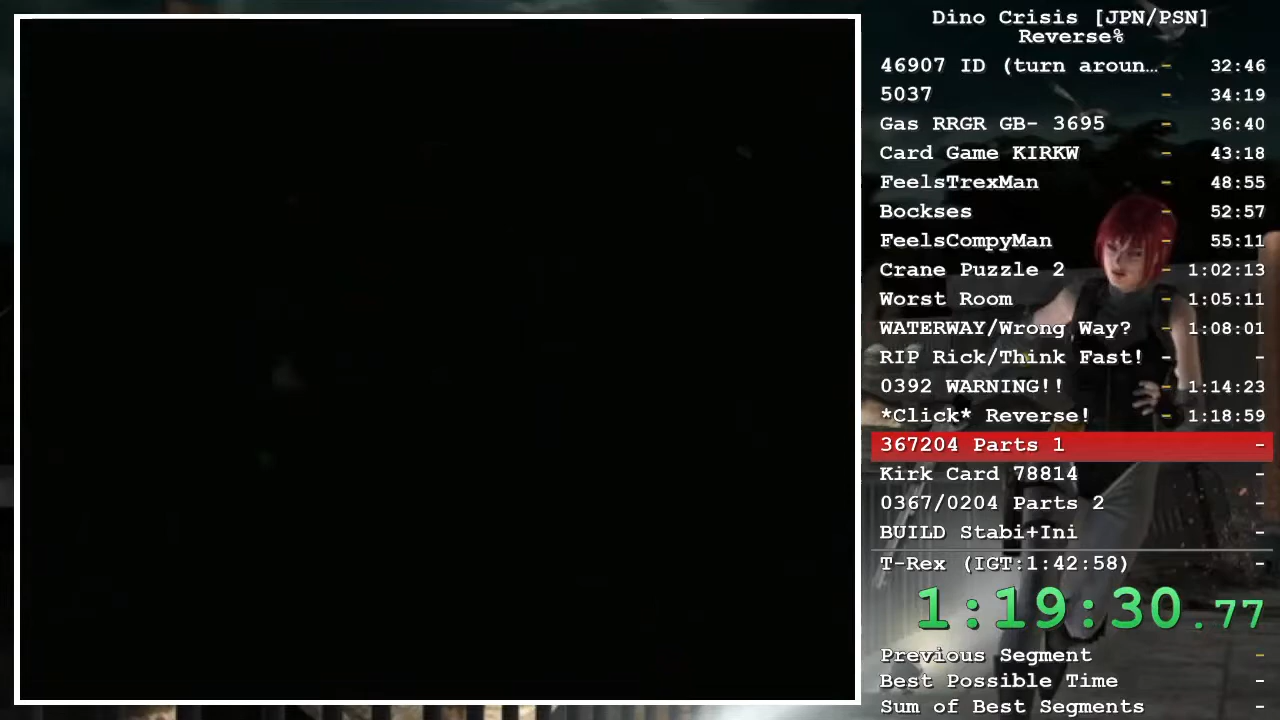 Dino Crisis [JPN/PSN]
Reverse%
46907 ID (turn aroun… - 32:46
5037 - 34:19
Gas RRGR GB- 3695 - 36:40
Card Game KIRKW - 43:18
FeelsTrexMan - 48:55
Bockses - 52:57
FeelsCompyMan - 55:11
Crane Puzzle 2 - 1:02:13
Worst Room - 1:05:11
WATERWAY/Wrong Way? - 1:08:01
RIP Rick/Think Fast! - -
0392 WARNING!! - 1:14:23
*Click* Reverse! - 1:18:59
367204 Parts 1 -
Kirk Card 78814 -
0367/0204 Parts 2 -
BUILD Stabi+Ini -
T-Rex (IGT:1:42:58) -
1:19:30.77
Previous Segment -
Best Possible Time -
Sum of Best Segments -